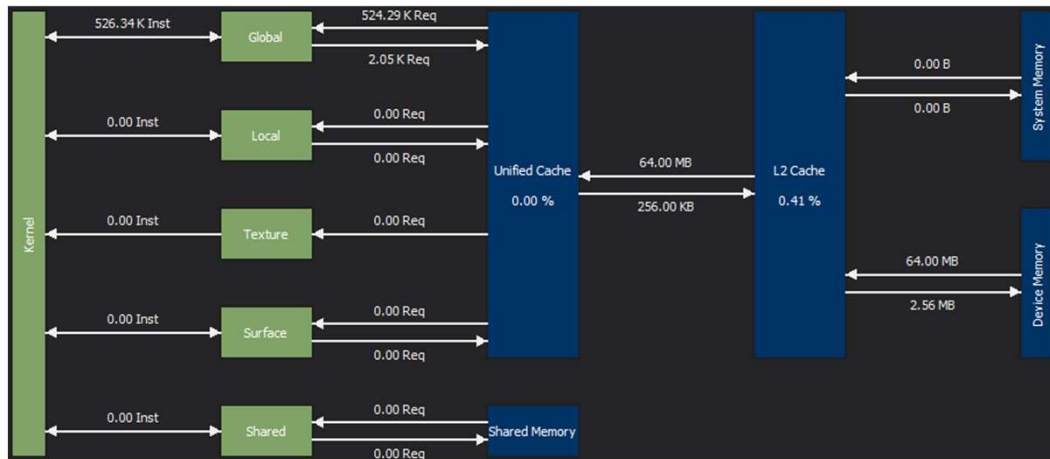 526.34 K Inst
Global
524.29 K Req
2.05 K Req
0.00 Inst
Local
0.00 Req
0.00 Req
0.00 Inst
Texture
0.00 Req
0.00 Inst
Surface
0.00 Req
0.00 Req
0.00 Inst
Shared
0.00 Req
0.00 Req
Kernel
Unified Cache
0.00 %
Shared Memory
64.00 MB
256.00 KB
L2 Cache
0.41 %
0.00 B
0.00 B
System Memory
64.00 MB
2.56 MB
Device Memory